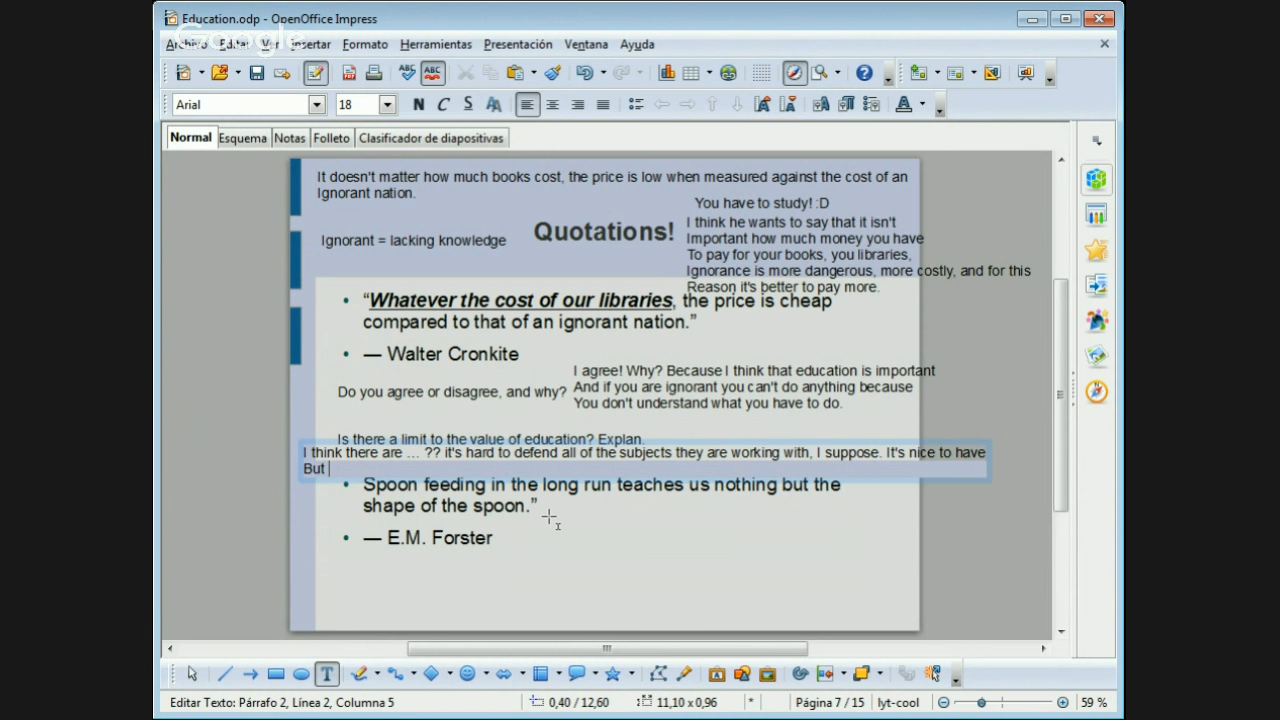 Education.odp - OpenOffice Impress
Google
Archivo Editar Ver Insertar Formato Herramientas Presentación Ventana Ayuda
Arial 18 N C S
Normal Esquema Notas Folleto Clasificador de diapositivas
It doesn't matter how much books cost, the price is low when measured against the cost of an
Ignorant nation.
You have to study! :D
Ignorant = lacking knowledge
Quotations!
I think he wants to say that it isn't
Important how much money you have
To pay for your books, you libraries,
Ignorance is more dangerous, more costly, and for this
Reason it's better to pay more.
• “Whatever the cost of our libraries, the price is cheap
compared to that of an ignorant nation.”
• — Walter Cronkite
Do you agree or disagree, and why?
I agree! Why? Because I think that education is important
And if you are ignorant you can't do anything because
You don't understand what you have to do.
Is there a limit to the value of education? Explan.
I think there are ... ?? it's hard to defend all of the subjects they are working with, I suppose. It's nice to have
But
• Spoon feeding in the long run teaches us nothing but the
shape of the spoon.”
• — E.M. Forster
Editar Texto: Párrafo 2, Línea 2, Columna 5 0,40 / 12,60 11,10 x 0,96 * Página 7 / 15 lyt-cool 59 %